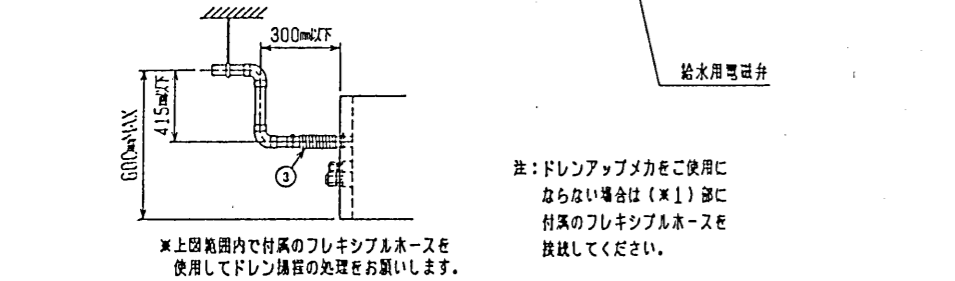 300㎜以下
給水用電磁弁
415㎜以下
600㎜MAX
3
注:ドレンアップメカをご使用に
ならない場合は(※1)部に
付属のフレキシブルホースを
接続してください。
※上図範囲内で付属のフレキシブルホースを
使用してドレン揚程の処理をお願いします。